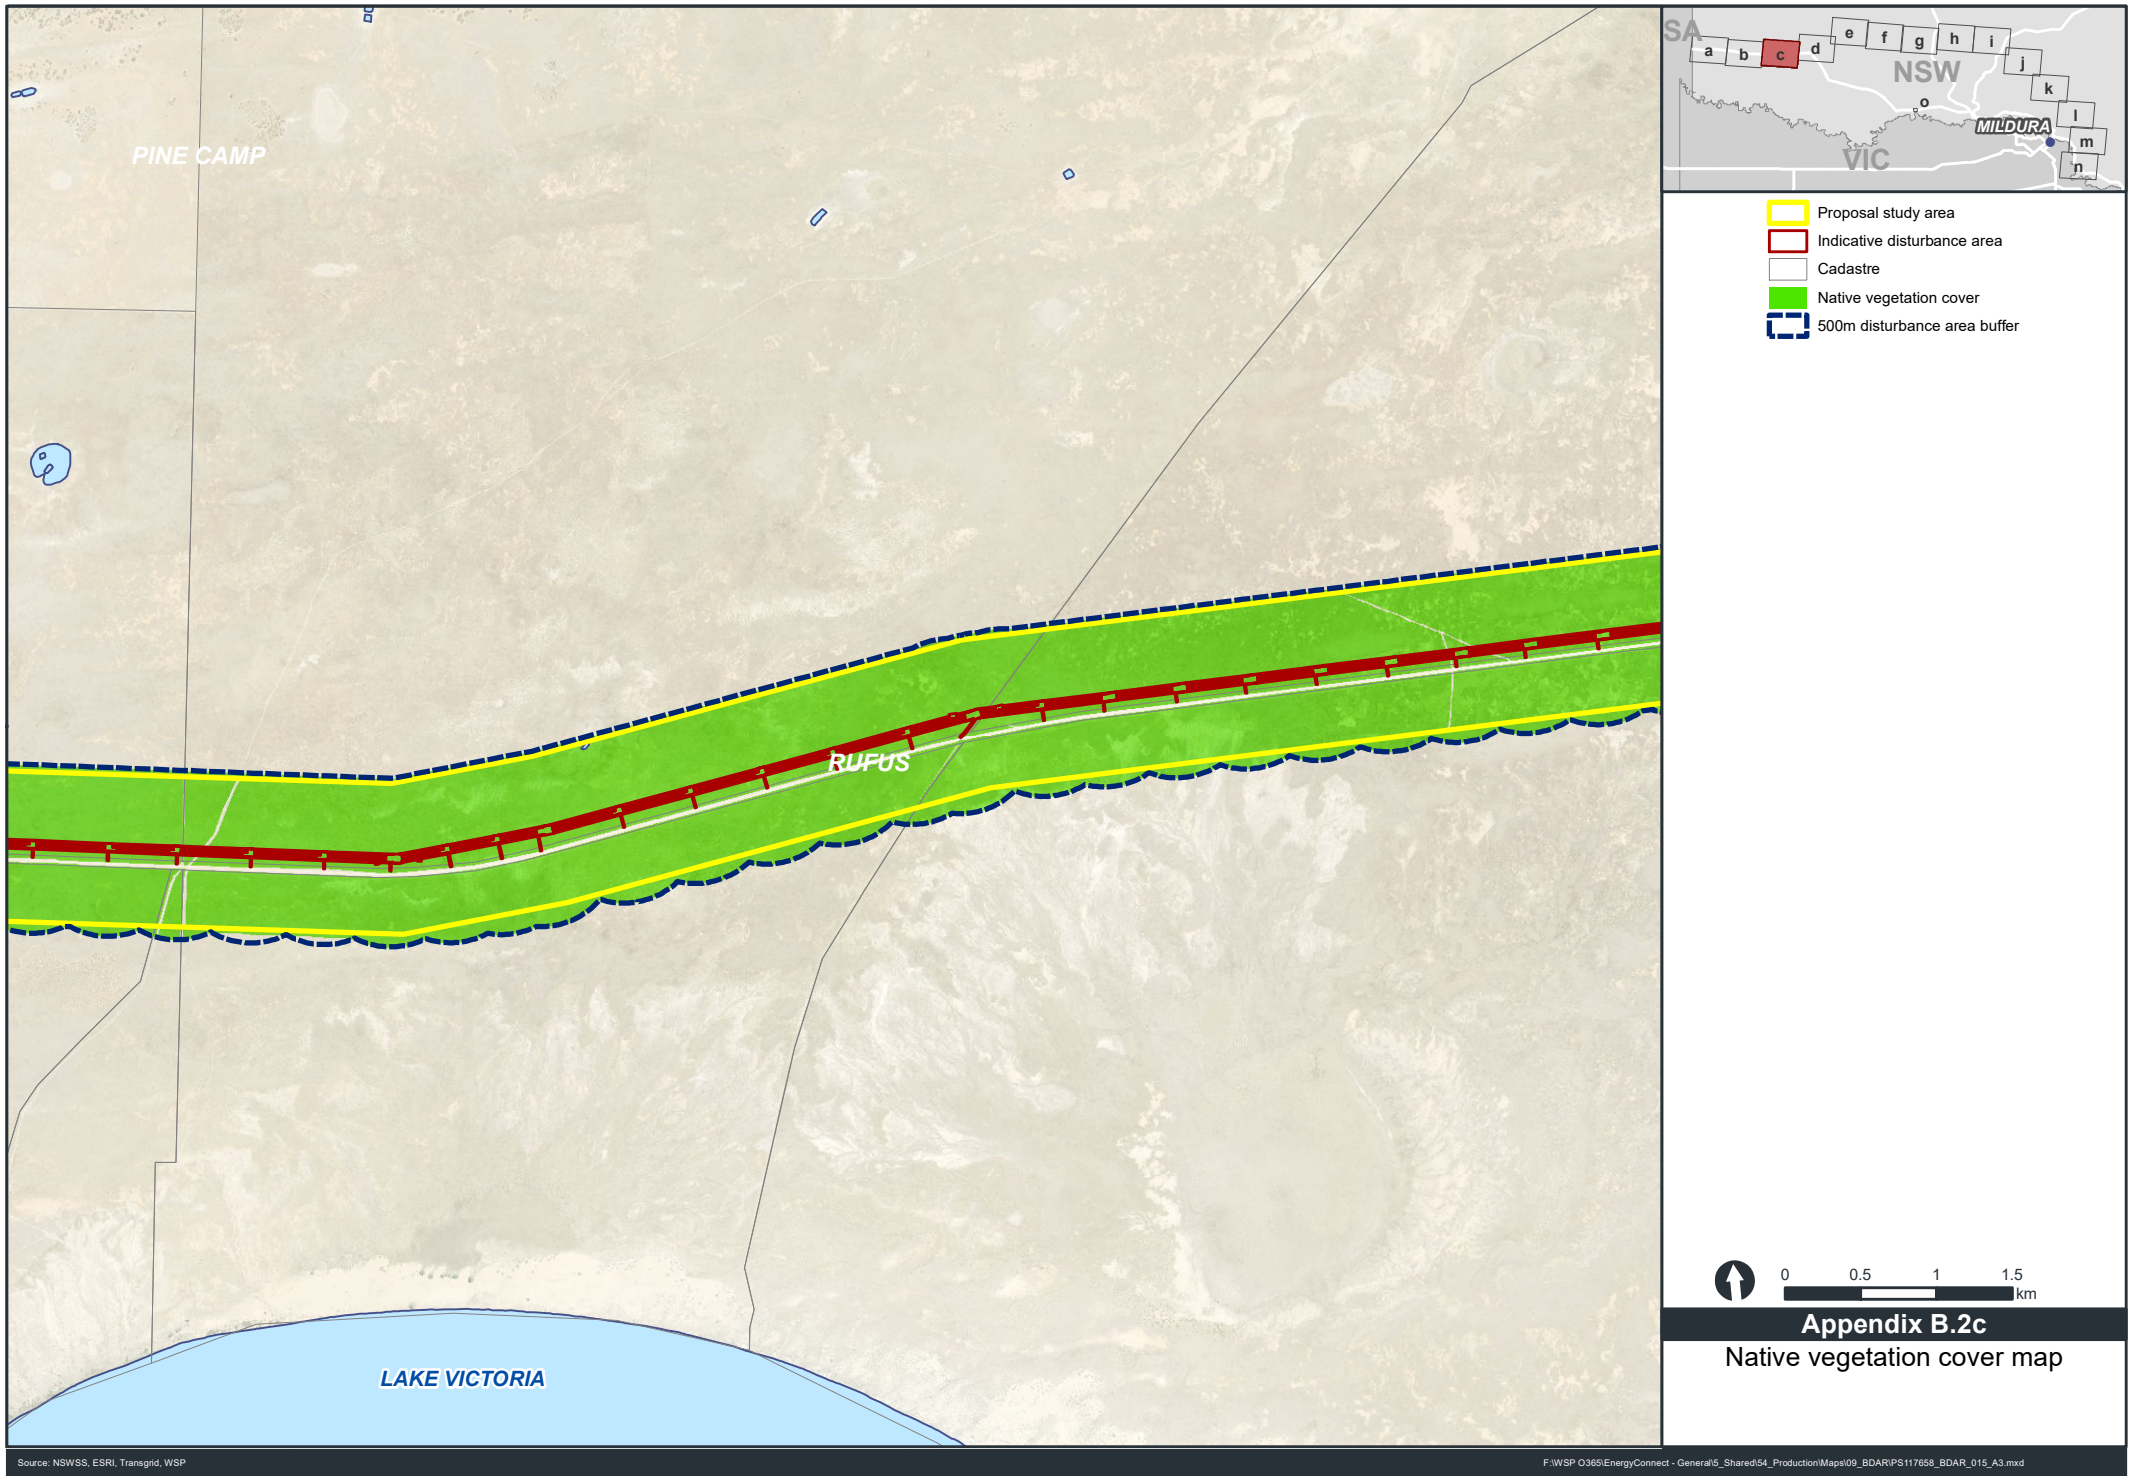 PINE CAMP
RUFUS
LAKE VICTORIA
SA
a
b
c
d
e
f
g
h
i
j
k
l
m
n
o
NSW
MILDURA
VIC
Proposal study area
Indicative disturbance area
Cadastre
Native vegetation cover
500m disturbance area buffer
0 0.5 1 1.5
km
Appendix B.2c
Native vegetation cover map
Source: NSWSS, ESRI, Transgrid, WSP
F:\WSP O365\EnergyConnect - General\5_Shared\54_Production\Maps\09_BDAR\PS117658_BDAR_015_A3.mxd